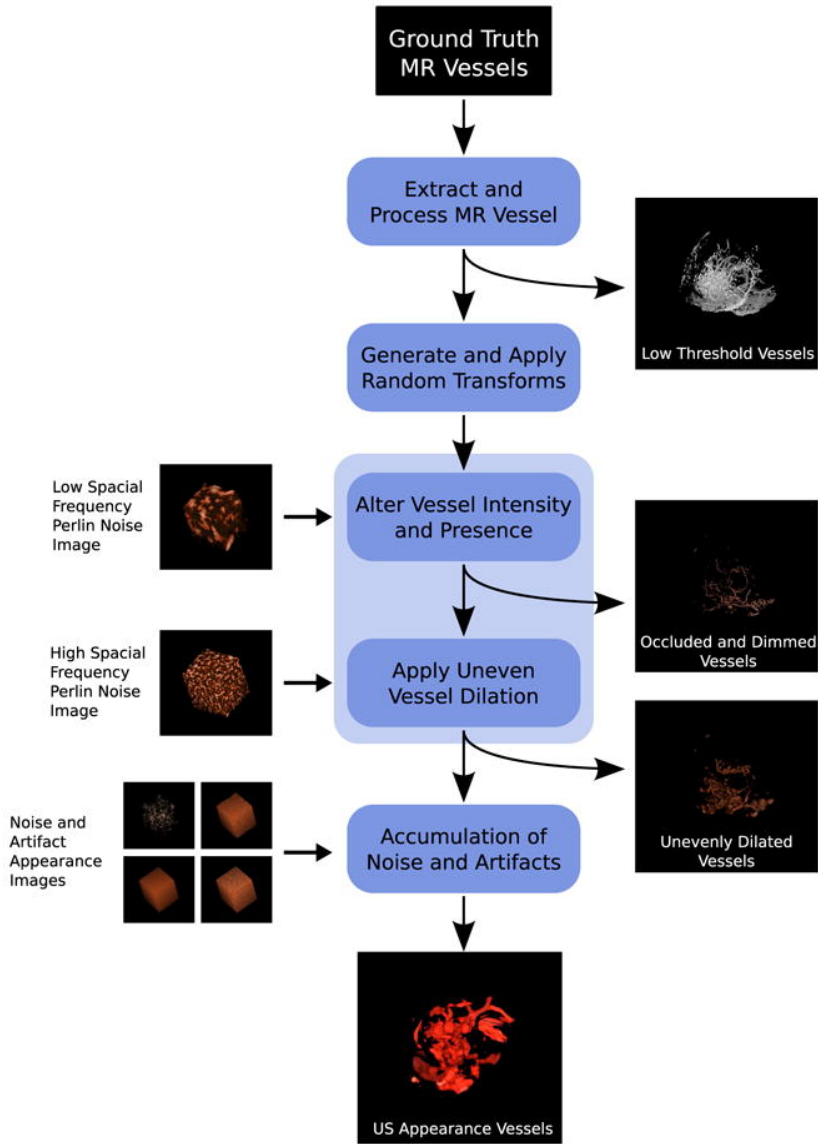 Ground Truth
MR Vessels
Extract and
Process MR Vessel
Low Threshold Vessels
Generate and Apply
Random Transforms
Low Spacial
Frequency
Perlin Noise
Image
Alter Vessel Intensity
and Presence
Occluded and Dimmed
Vessels
High Spacial
Frequency
Perlin Noise
Image
Apply Uneven
Vessel Dilation
Unevenly Dilated
Vessels
Noise and
Artifact
Appearance
Images
Accumulation of
Noise and Artifacts
US Appearance Vessels